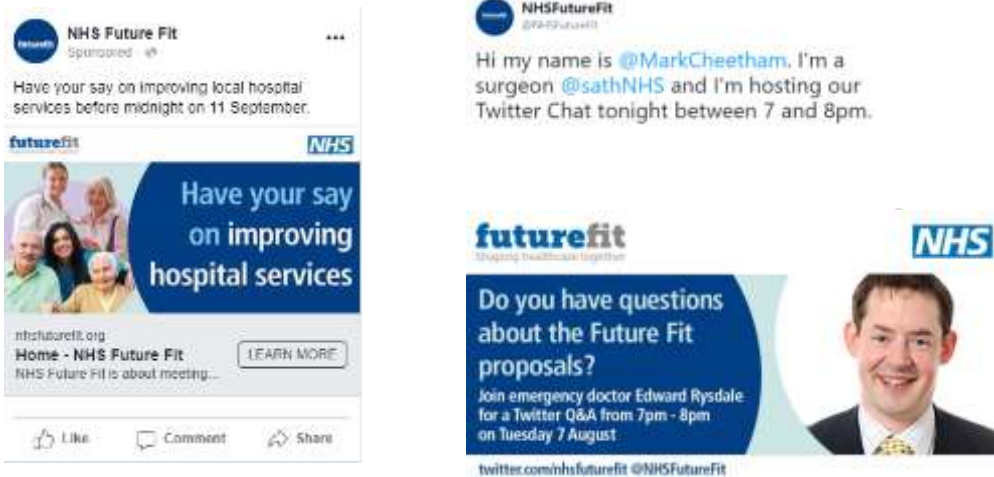 NHS Future Fit
Sponsored
Have your say on improving local hospital
services before midnight on 11 September.
futurefit
NHS
Have your say
on improving
hospital services
nhsfuturefit.org
Home - NHS Future Fit
NHS Future Fit is about meeting...
LEARN MORE
Like
Comment
Share
NHSFutureFit
@NHSFutureFit
Hi my name is @MarkCheetham. I'm a
surgeon @sathNHS and I'm hosting our
Twitter Chat tonight between 7 and 8pm.
futurefit
Shaping healthcare together
NHS
Do you have questions
about the Future Fit
proposals?
Join emergency doctor Edward Rysdale
for a Twitter Q&A from 7pm - 8pm
on Tuesday 7 August
twitter.com/nhsfuturefit @NHSFutureFit